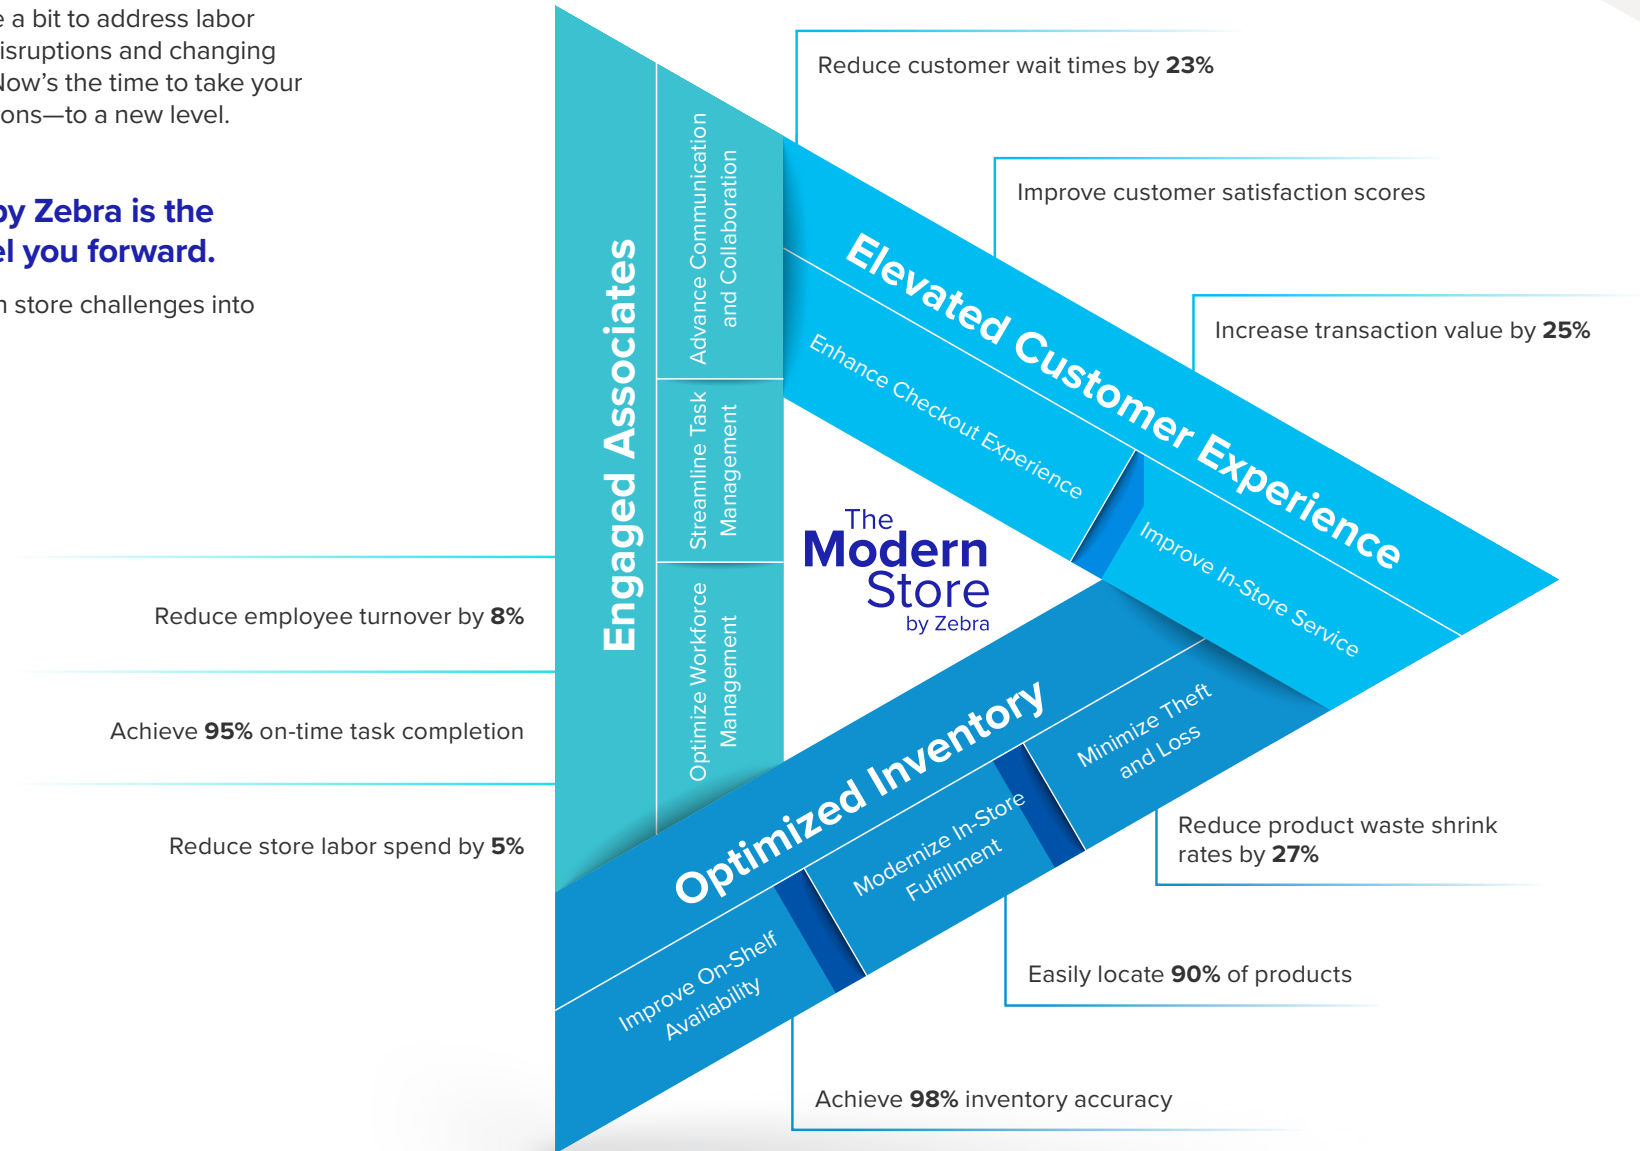 a bit to address labor
disruptions and changing
Now’s the time to take your
ons—to a new level.
by Zebra is the
you forward.
store challenges into
Reduce customer wait times by 23%
Improve customer satisfaction scores
Increase transaction value by 25%
Elevated Customer Experience
Enhance Checkout Experience
Improve In-Store Service
Engaged Associates
Advance Communication
and Collaboration
Streamline Task
Management
Optimize Workforce
Management
The
Modern
Store
by Zebra
Reduce employee turnover by 8%
Achieve 95% on-time task completion
Reduce store labor spend by 5%
Optimized Inventory
Minimize Theft
and Loss
Modernize In-Store
Fulfillment
Improve On-Shelf
Availability
Reduce product waste shrink
rates by 27%
Easily locate 90% of products
Achieve 98% inventory accuracy